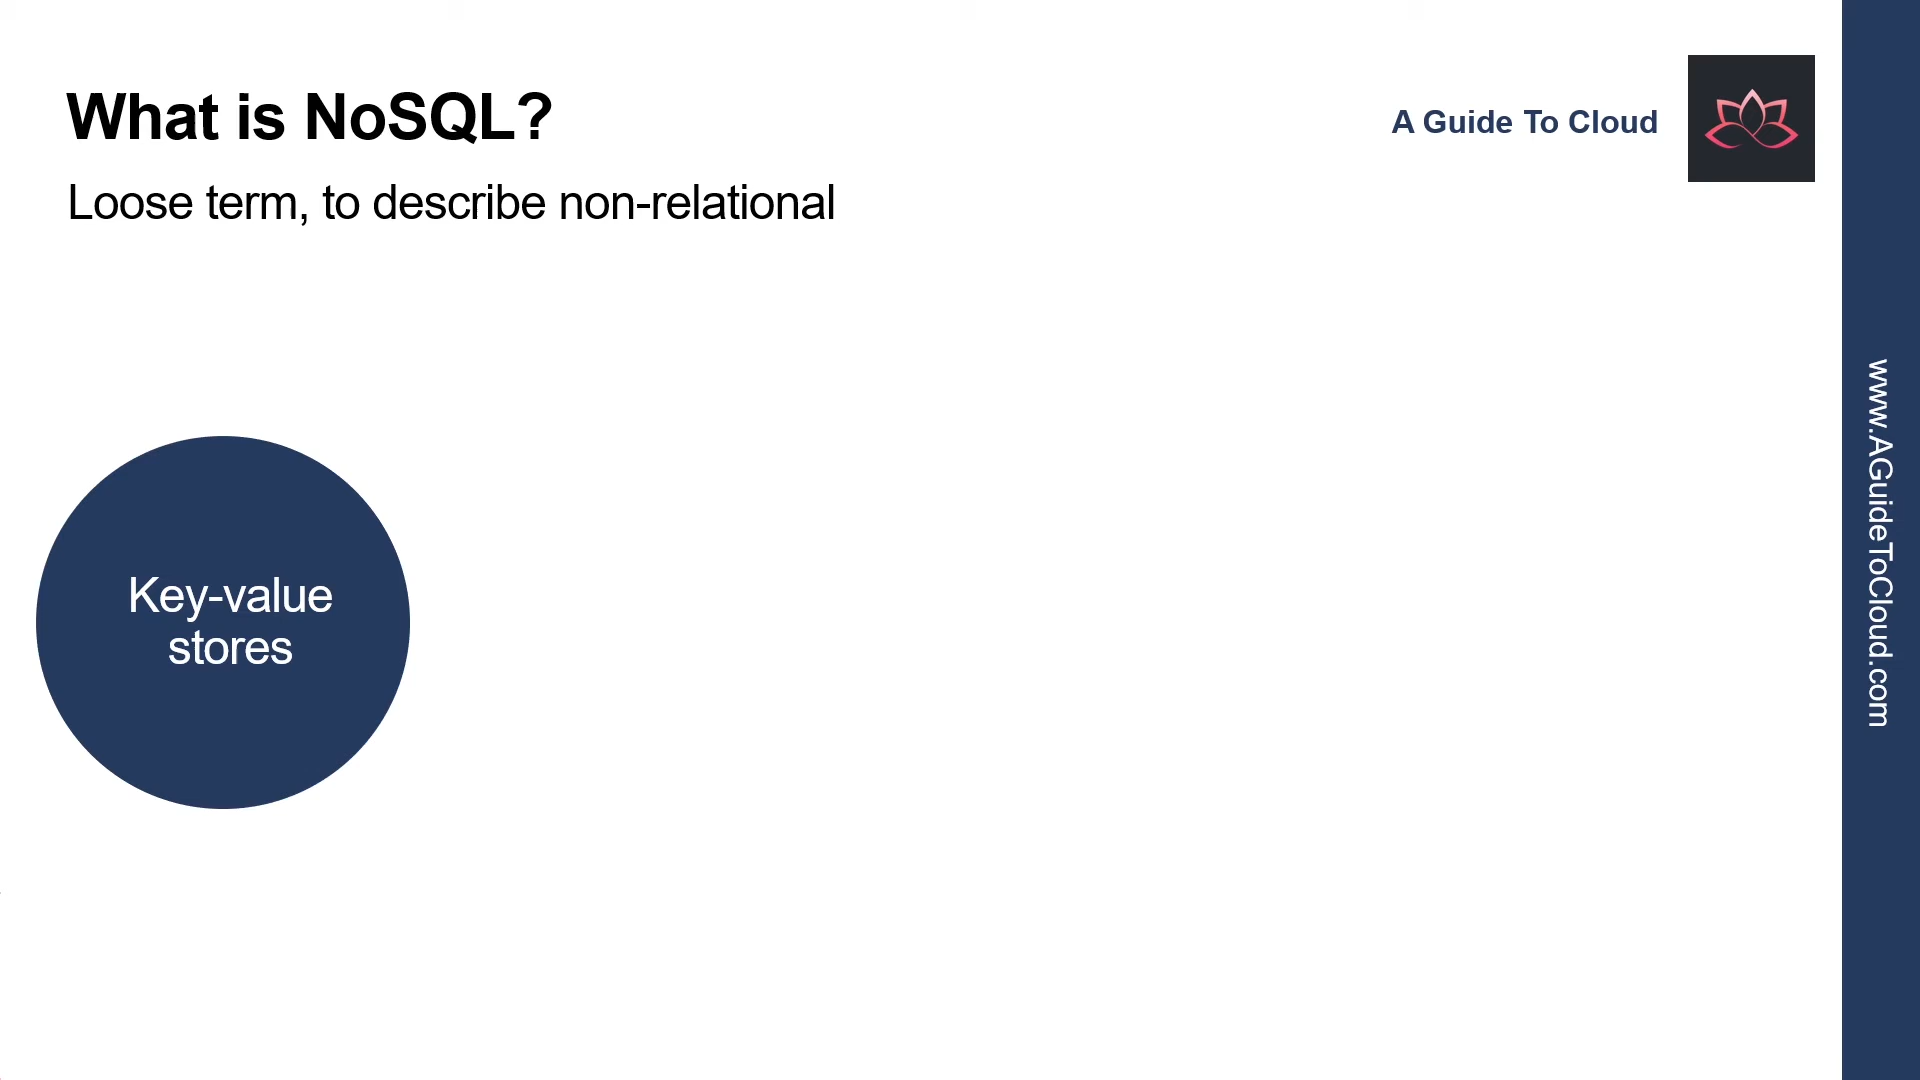 What is NoSQL?
A Guide To Cloud
Loose term, to describe non-relational
Key-value
stores
www.AGuideToCloud.com